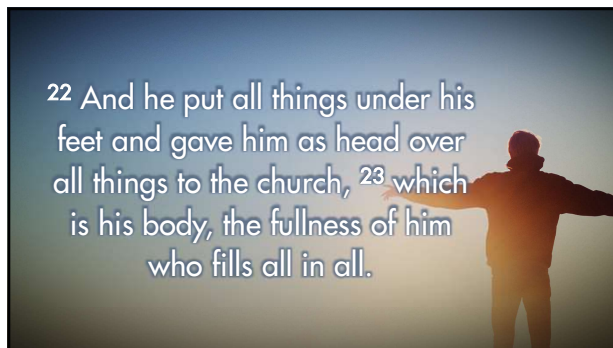 22 And he put all things under his
feet and gave him as head over
all things to the church, 23 which
is his body, the fullness of him
who fills all in all.